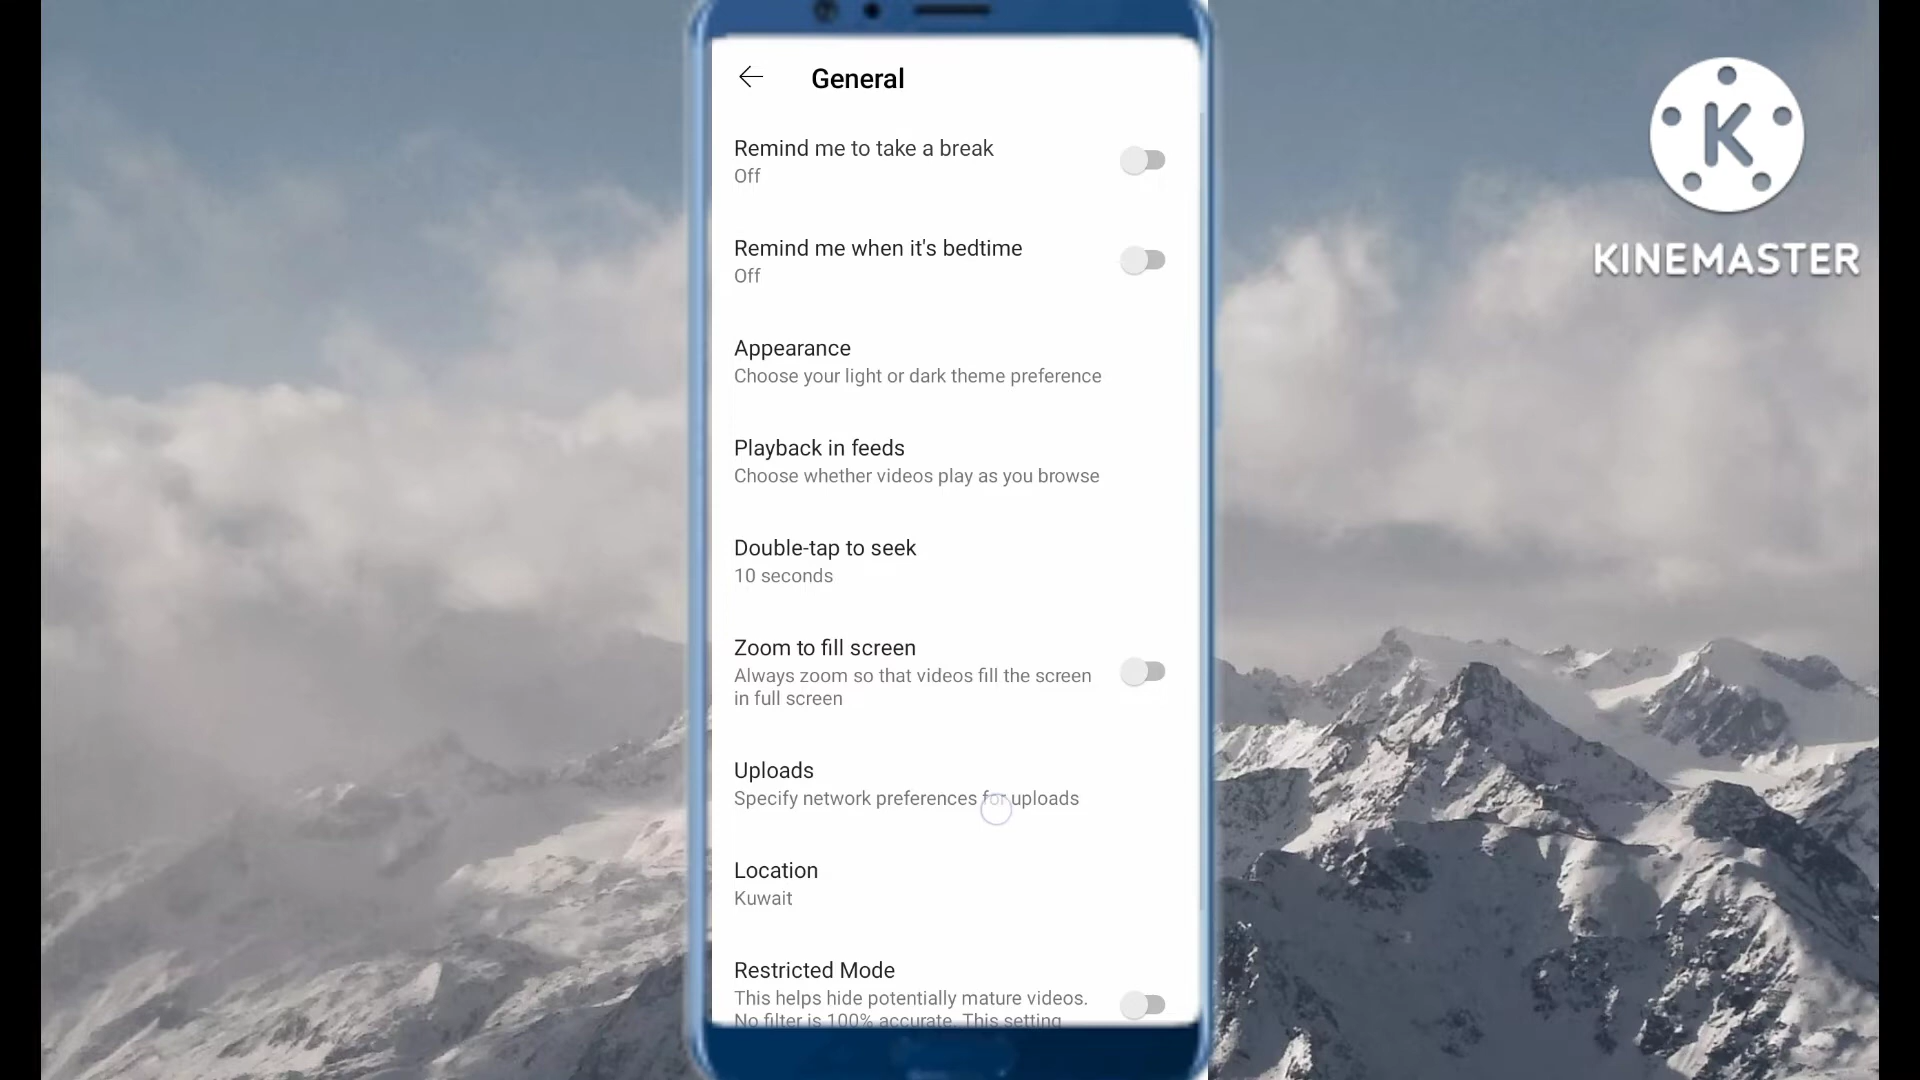 General
Remind me to take a break
Off
Remind me when it's bedtime
Off
Appearance
Choose your light or dark theme preference
Playback in feeds
Choose whether videos play as you browse
Double-tap to seek
10 seconds
Zoom to fill screen
Always zoom so that videos fill the screen
in full screen
Uploads
Specify network preferences for uploads
Location
Kuwait
Restricted Mode
This helps hide potentially mature videos.
No filter is 100% accurate. This setting
K
KINEMASTER